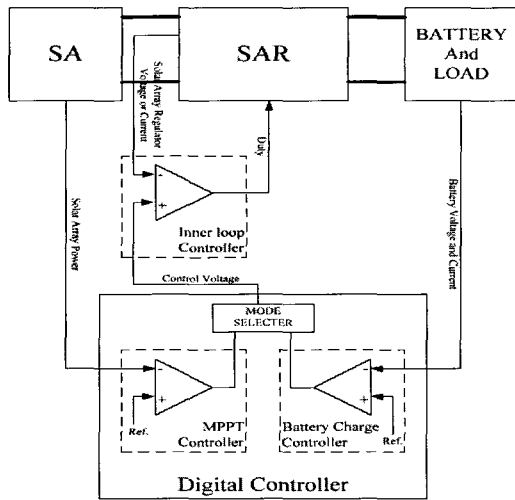 SA
SAR
BATTERY
And
LOAD
Solar Array Regulator
Voltage or Current
Duty
Solar Array Power
Battery Voltage and Current
-
+
Inner loop
Controller
Control Voltage
MODE
SELECTER
-
+
Ref.
MPPT
Controller
-
+
Ref.
Battery Charge
Controller
Digital Controller